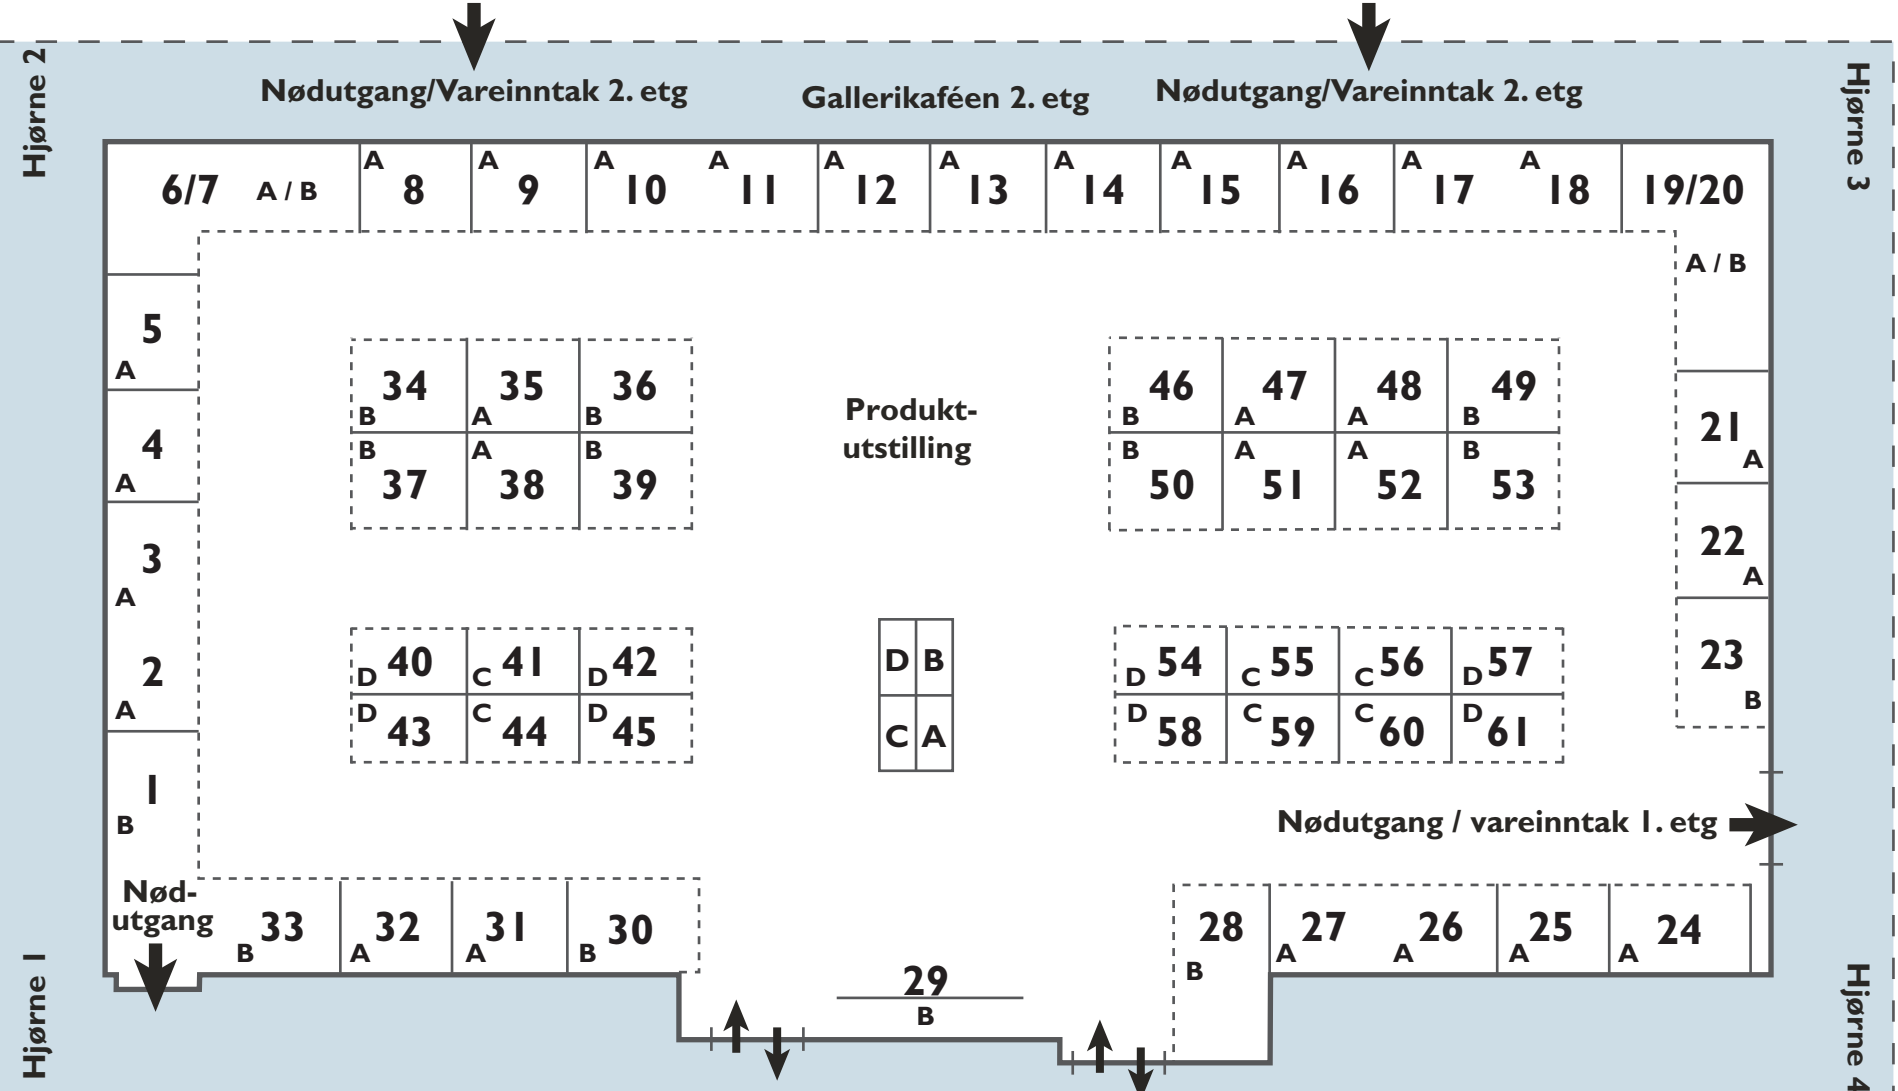 Hjørne 2
Nødutgang/Vareinntak 2. etg
Gallerikaféen 2. etg
Nødutgang/Vareinntak 2. etg
Hjørne 3
6/7 A / B
A 8
A 9
A 10
A 11
A 12
A 13
A 14
A 15
A 16
A 17
A 18
19/20
A / B
5
A
4
A
3
A
2
A
1
B
34
B
35
A
36
B
B
37
A
38
B
39
Produkt-
utstilling
46
B
47
A
48
A
49
B
B
50
A
51
A
52
B
53
21
A
22
A
23
B
D 40
C 41
D 42
D 43
C 44
D 45
D B
C A
D 54
C 55
C 56
D 57
D 58
C 59
C 60
D 61
Nødutgang / vareinntak 1. etg
Nød-
utgang
B 33
A 32
A 31
B 30
29
B
28
B
A 27
A 26
A 25
A 24
Hjørne 1
Hjørne 4